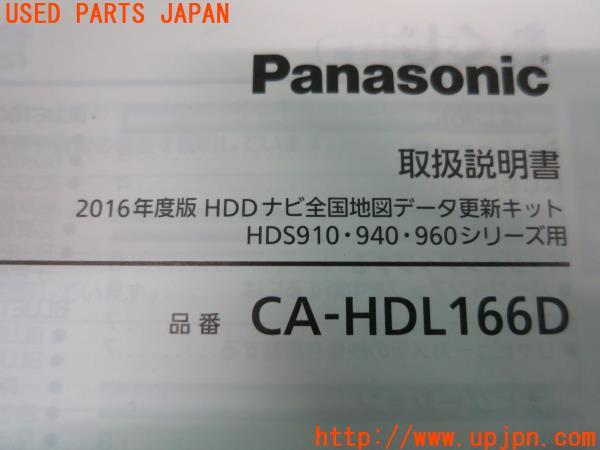 USED PARTS JAPAN
Panasonic
取扱説明書
2016年度版 HDDナビ全国地図データ更新キット
HDS910・940・960シリーズ用
品番 CA-HDL166D
(U.P.J)
http://www.upjpn.com